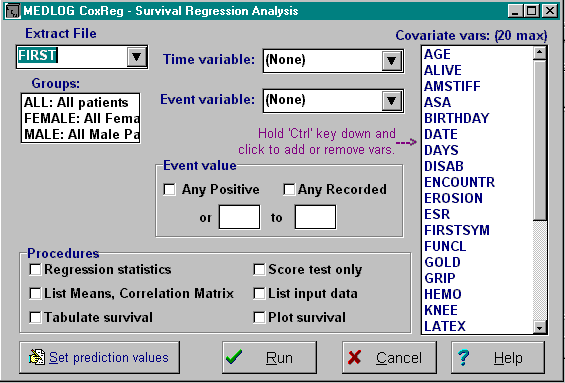 MEDLOG CoxReg - Survival Regression Analysis
Extract File
FIRST
Groups:
ALL: All patients
FEMALE: All Fema
MALE: All Male Pa
Time variable:
(None)
Event variable:
(None)
Hold 'Ctrl' key down and
click to add or remove vars.
--->
Event value
Any Positive
Any Recorded
or
to
Covariate vars: (20 max)
AGE
ALIVE
AMSTIFF
ASA
BIRTHDAY
DATE
DAYS
DISAB
ENCOUNTR
EROSION
ESR
FIRSTSYM
FUNCL
GOLD
GRIP
HEMO
KNEE
LATEX
Procedures
Regression statistics
Score test only
List Means, Correlation Matrix
List input data
Tabulate survival
Plot survival
Set prediction values
Run
Cancel
? Help